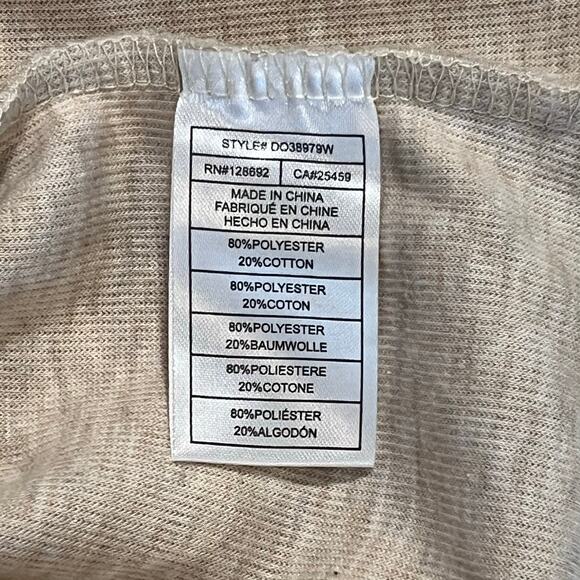 STYLE# DO38979W
RN#128692 CA#25459
MADE IN CHINA
FABRIQUÉ EN CHINE
HECHO EN CHINA
80%POLYESTER
20%COTTON
80%POLYESTER
20%COTON
80%POLYESTER
20%BAUMWOLLE
80%POLIESTERE
20%COTONE
80%POLIÉSTER
20%ALGODÓN